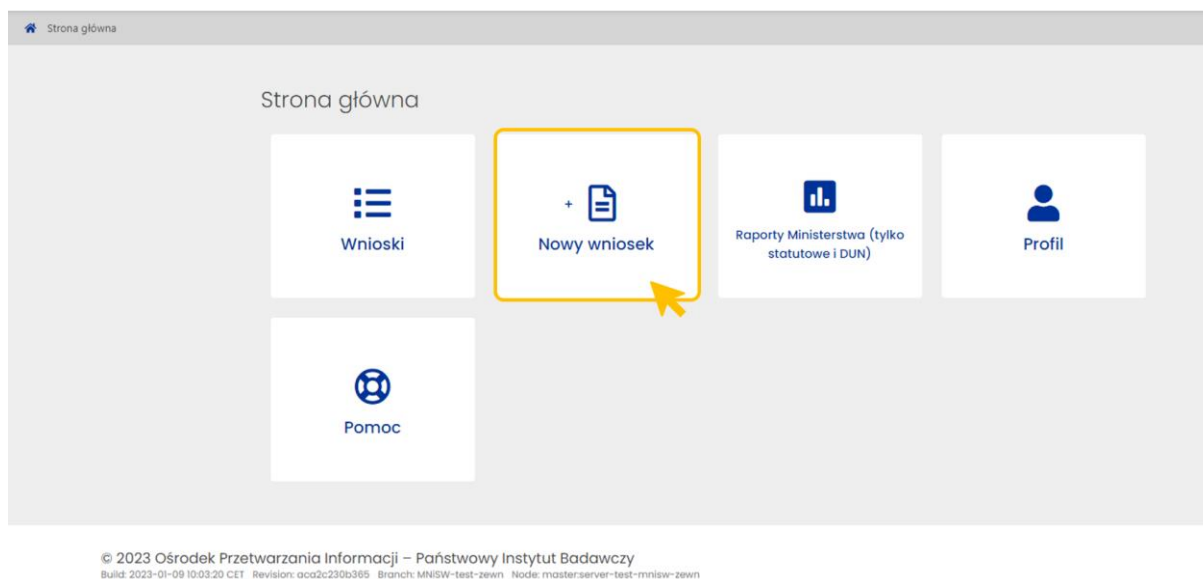 Strona główna
Strona główna
Wnioski
+
Nowy wniosek
Raporty Ministerstwa (tylko
statutowe i DUN)
Profil
Pomoc
© 2023 Ośrodek Przetwarzania Informacji – Państwowy Instytut Badawczy
Build: 2023-01-09 10:03:20 CET Revision: aca2c230b365 Branch: MNiSW-test-zewn Node: master:server-test-mnisw-zewn